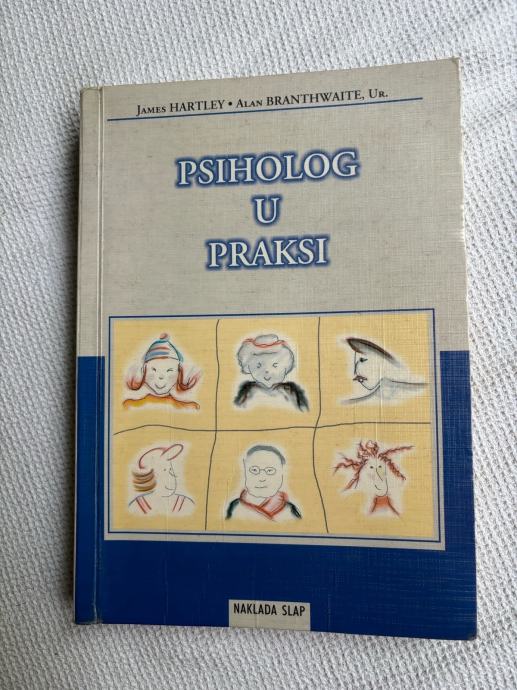 James HARTLEY • Alan BRANTHWAITE, Ur.
PSIHOLOG
U
PRAKSI
NAKLADA SLAP